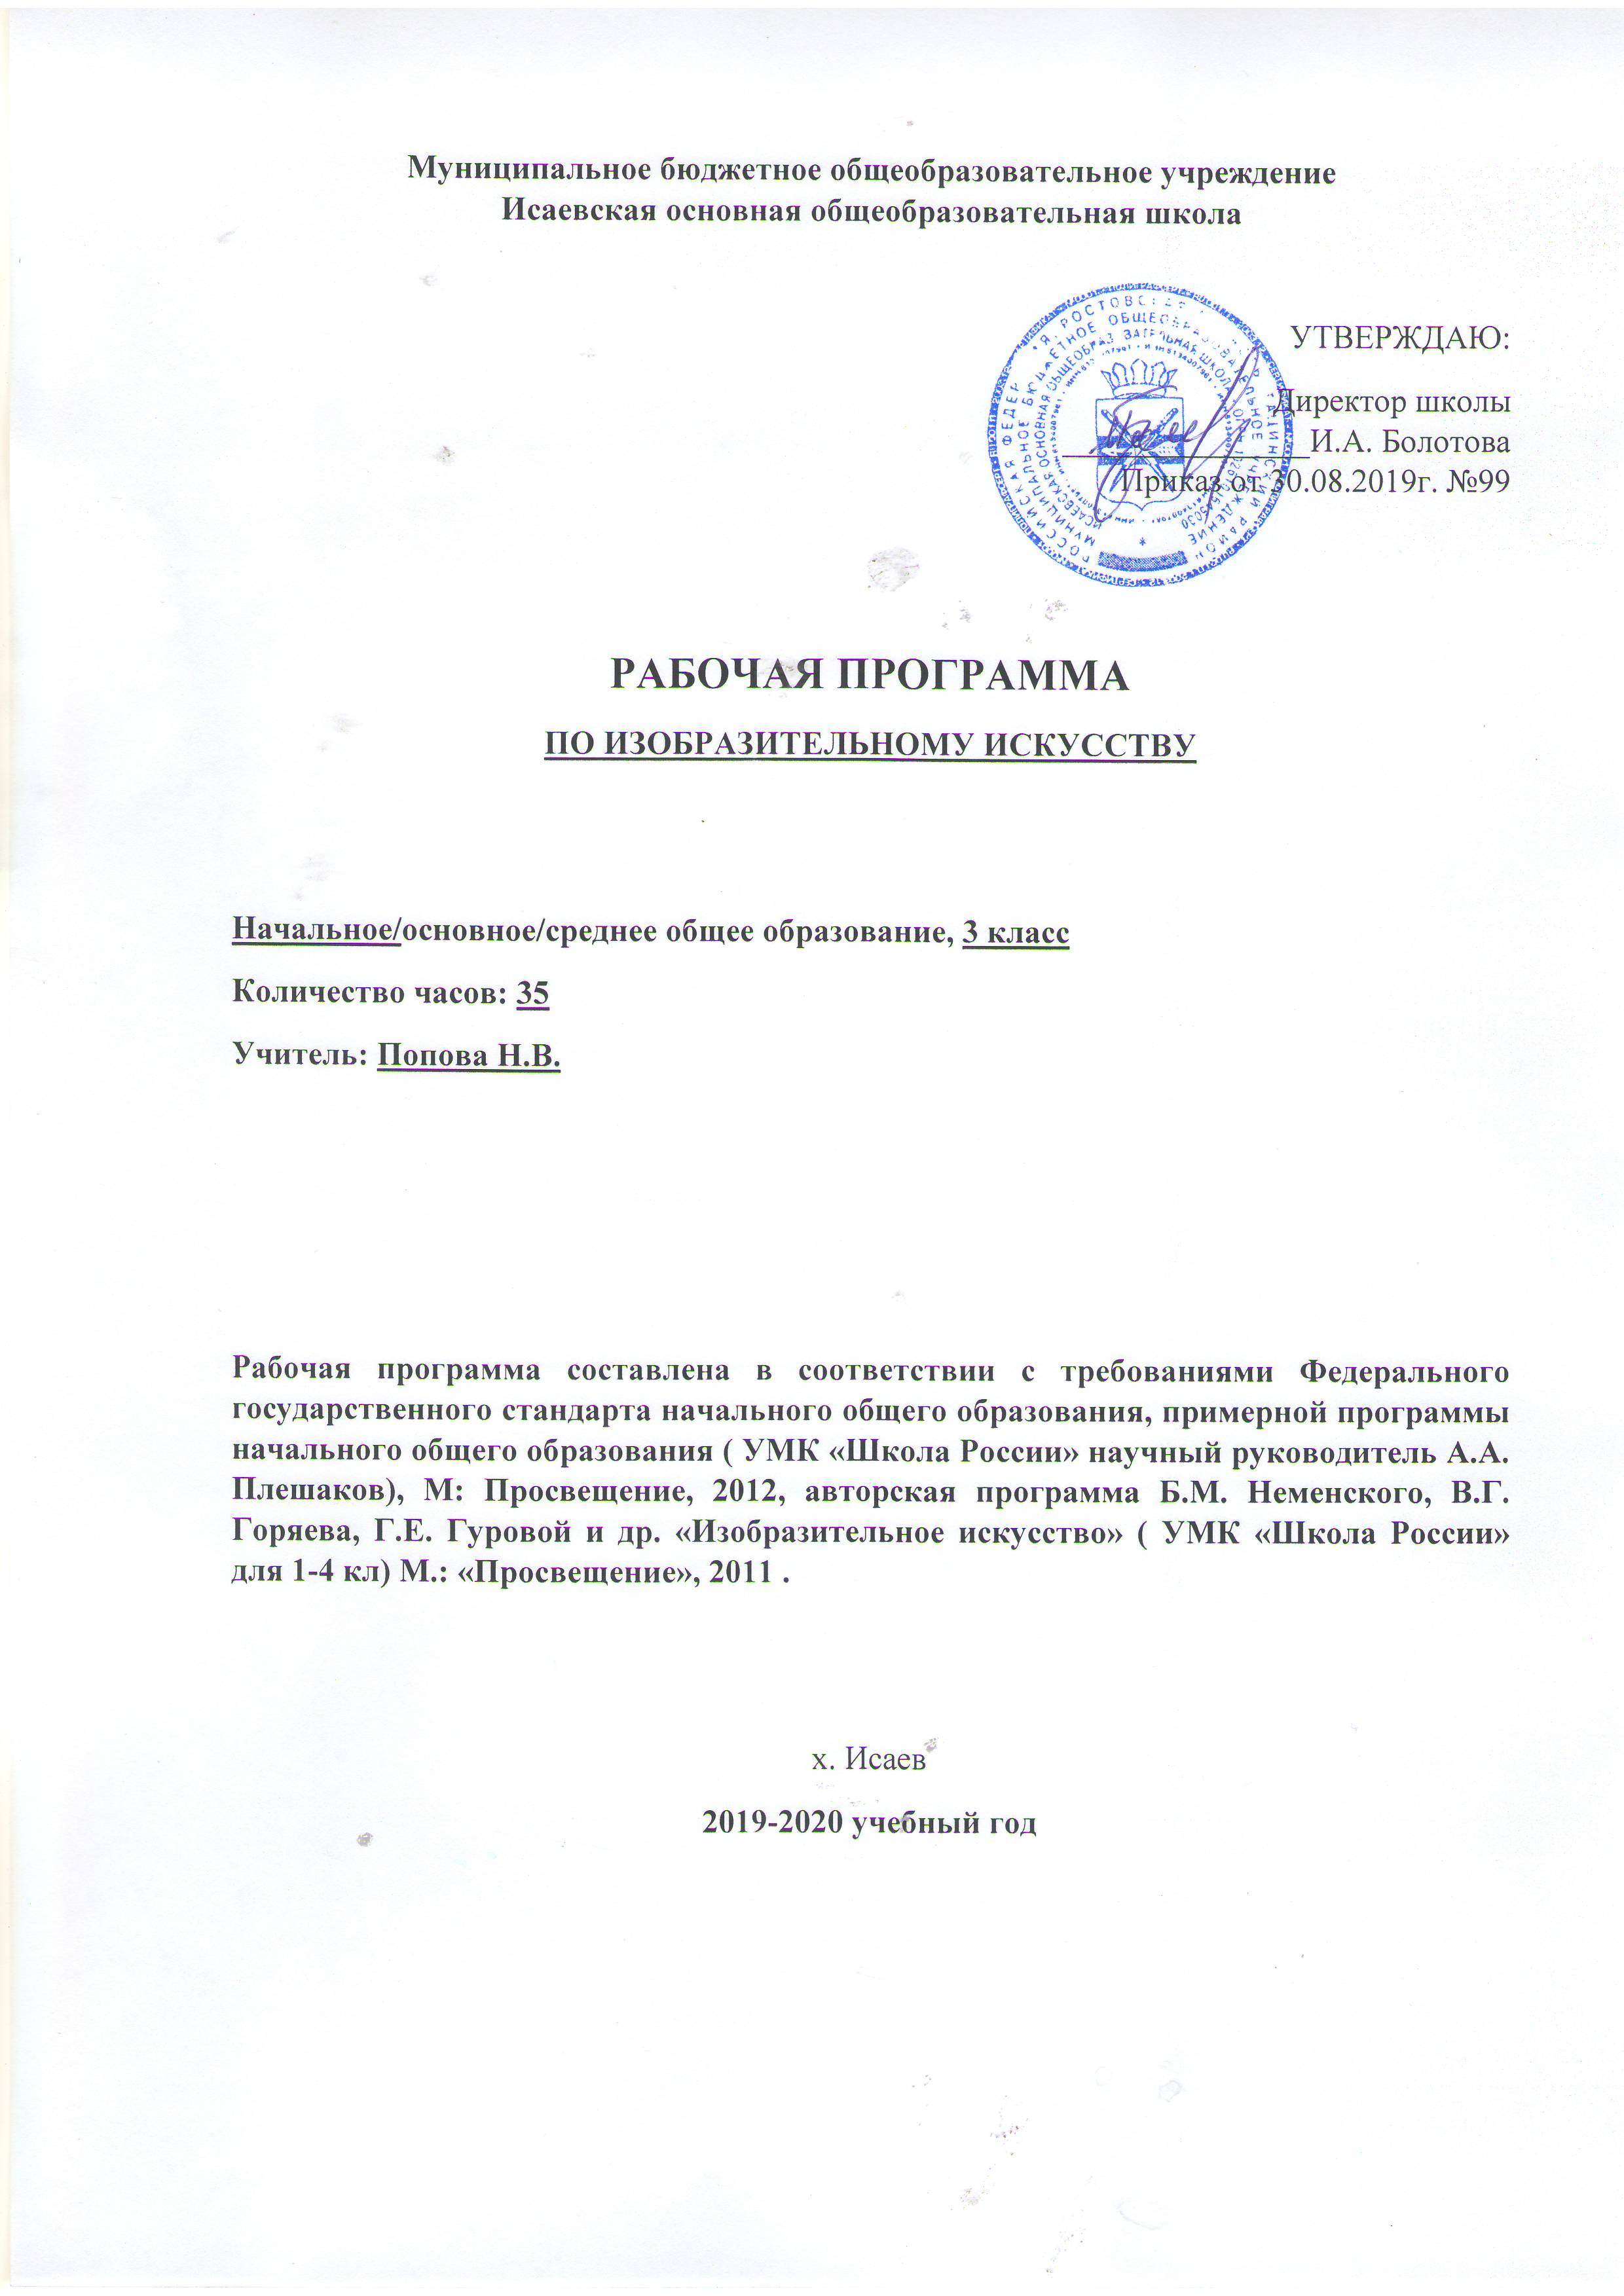 Муниципальное бюджетное общеобразовательное учреждение
Исаевская основная общеобразовательная школа
УТВЕРЖДАЮ:
Директор школы
И.А. Болотова
Приказ от 30.08.2019г. №99
РАБОЧАЯ ПРОГРАММА
ПО ИЗОБРАЗИТЕЛЬНОМУ ИСКУССТВУ
Начальное/основное/среднее общее образование, 3 класс
Количество часов: 35
Учитель: Попова Н.В.
Рабочая программа составлена в соответствии с требованиями Федерального
государственного стандарта начального общего образования, примерной программы
начального общего образования ( УМК «Школа России» научный руководитель А.А.
Плешаков), М: Просвещение, 2012, авторская программа Б.М. Неменского, В.Г.
Горяева, Г.Е. Гуровой и др. «Изобразительное искусство» ( УМК «Школа России»
для 1-4 кл) М.: «Просвещение», 2011 .
х. Исаев
2019-2020 учебный год